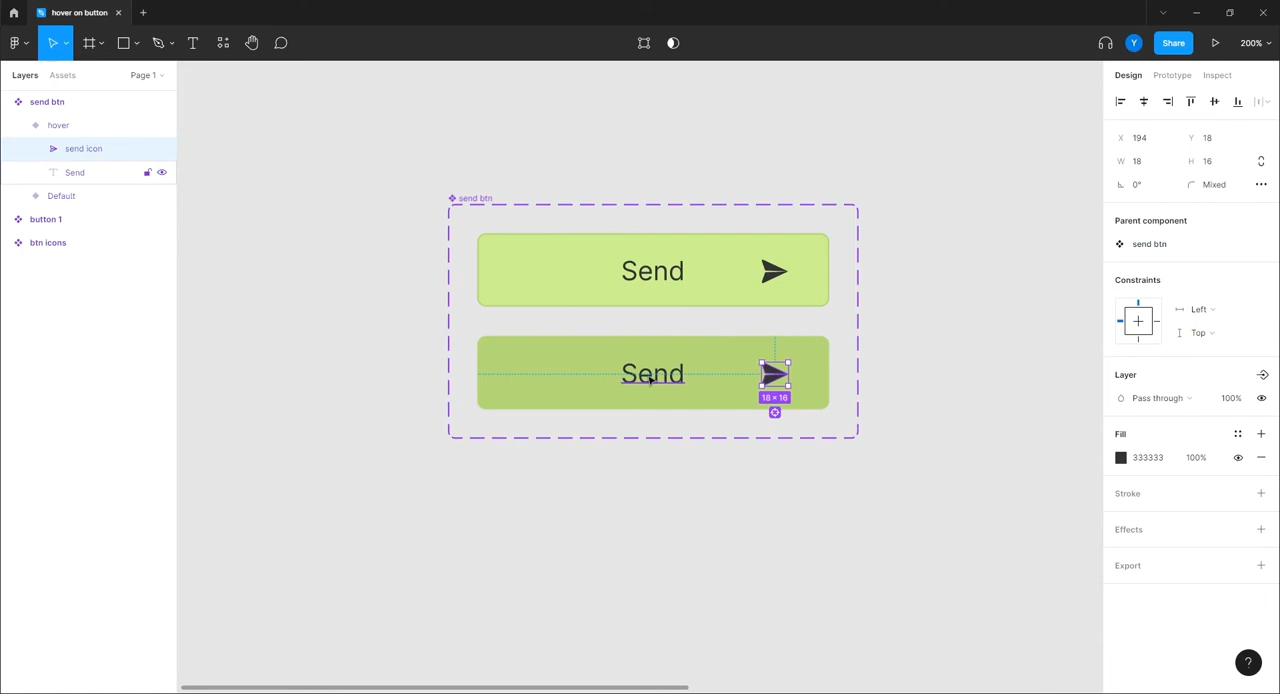 hover on button
Y
Share
200%
Layers
Assets
Page 1
Design
Prototype
Inspect
send btn
hover
send icon
Send
Default
button 1
btn icons
send btn
Send
Send
18 × 16
X 194 Y 18
W 18 H 16
0° Mixed
Parent component
send btn
Constraints
Left
Top
Layer
Pass through 100%
Fill
333333 100%
Stroke
Effects
Export
?